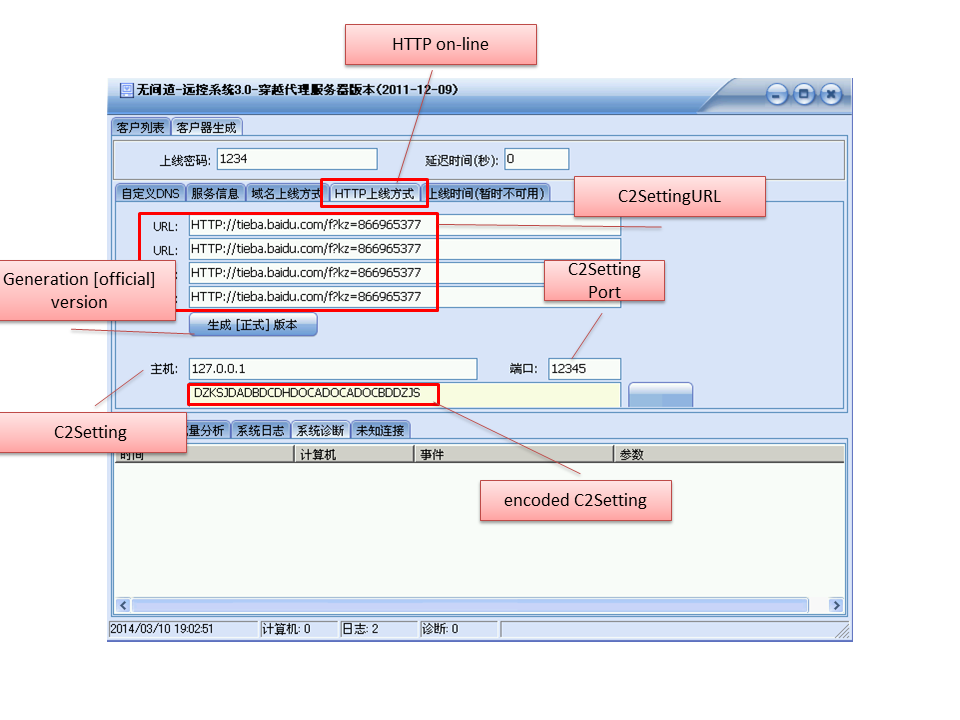 HTTP on-line
无间道-远控系统3.0-穿越代理服务器版本(2011-12-09)
客户列表 客户器生成
上线密码: 1234 延迟时间(秒): 0
自定义DNS 服务信息 域名上线方式 HTTP上线方式 上线时间(暂时不可用)
C2SettingURL
URL: HTTP://tieba.baidu.com/f?kz=866965377
URL: HTTP://tieba.baidu.com/f?kz=866965377
HTTP://tieba.baidu.com/f?kz=866965377
HTTP://tieba.baidu.com/f?kz=866965377
C2Setting
Port
Generation [official]
version
生成 [正式] 版本
主机: 127.0.0.1 端口: 12345
DZKSJDADBDCDHDOCADOCADOCBDDZJS
C2Setting
量分析 系统日志 系统诊断 未知连接
时间 计算机 事件 参数
encoded C2Setting
2014/03/10 19:02:51 计算机: 0 日志: 2 诊断: 0